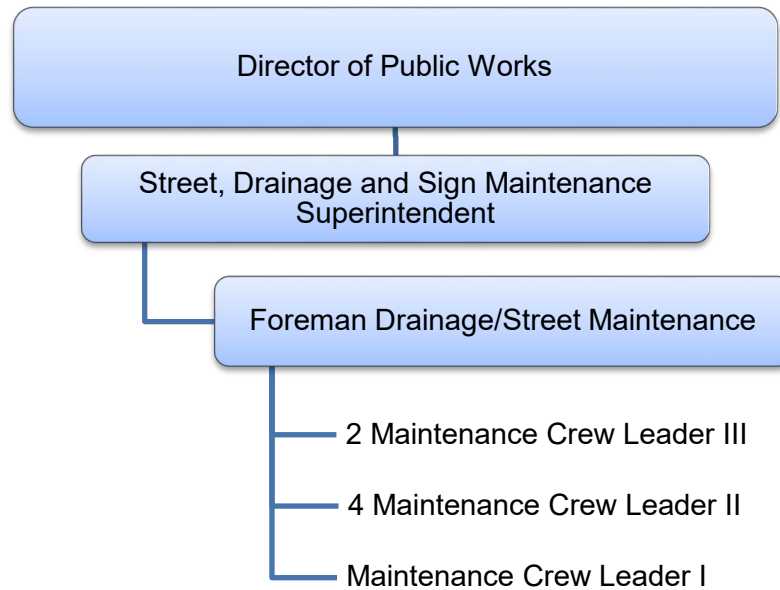 Director of Public Works
Street, Drainage and Sign Maintenance
Superintendent
Foreman Drainage/Street Maintenance
2 Maintenance Crew Leader III
4 Maintenance Crew Leader II
Maintenance Crew Leader I